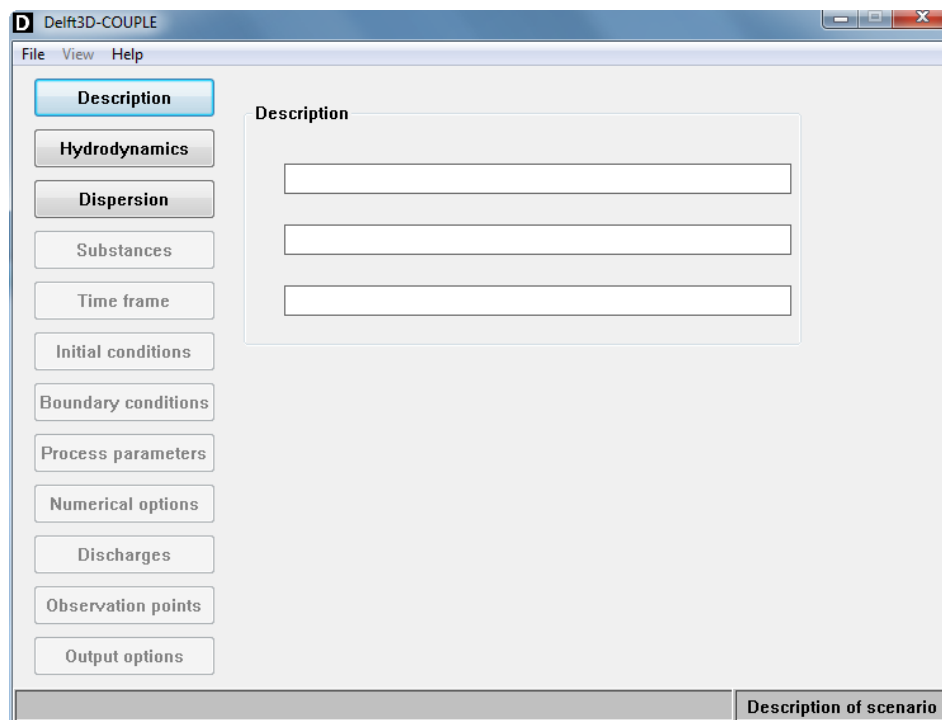 D Delft3D-COUPLE
File View Help
Description
Hydrodynamics
Dispersion
Substances
Time frame
Initial conditions
Boundary conditions
Process parameters
Numerical options
Discharges
Observation points
Output options
Description
Description of scenario